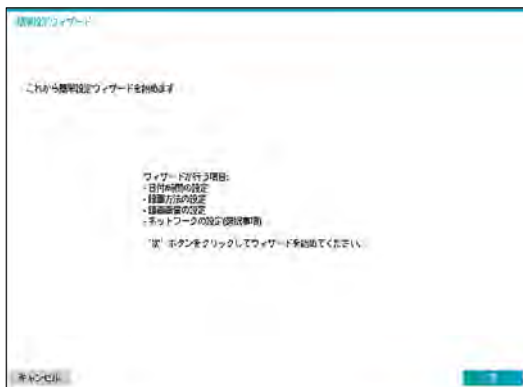 簡単設定ウィザード
これから簡単設定ウィザードを始めます
ウィザードが行う項目:
- 日付/時間の設定
- 録画方法の設定
- 録画画質の設定
- ネットワークの設定(選択事項)
'次' ボタンをクリックしてウィザードを始めてください.
キャンセル
次